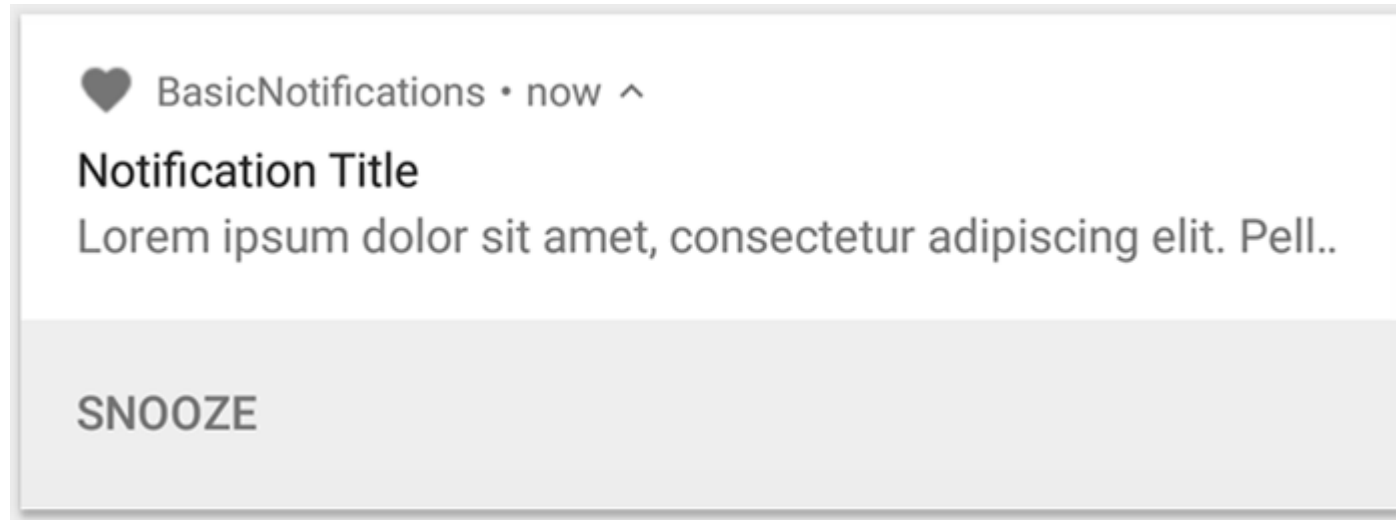 BasicNotifications • now
Notification Title
Lorem ipsum dolor sit amet, consectetur adipiscing elit. Pell..
SNOOZE